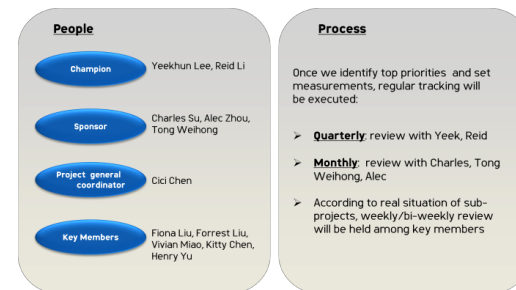 People
Champion
Yeekhun Lee, Reid Li
Sponsor
Charles Su, Alec Zhou,
Tong Weihong
Project general
coordinator
Cici Chen
Key Members
Fiona Liu, Forrest Liu,
Vivian Miao, Kitty Chen,
Henry Yu
Process
Once we identify top priorities and set
measurements, regular tracking will
be executed:
➢ Quarterly: review with Yeek, Reid
➢ Monthly: review with Charles, Tong
Weihong, Alec
➢ According to real situation of sub-
projects, weekly/bi-weekly review
will be held among key members